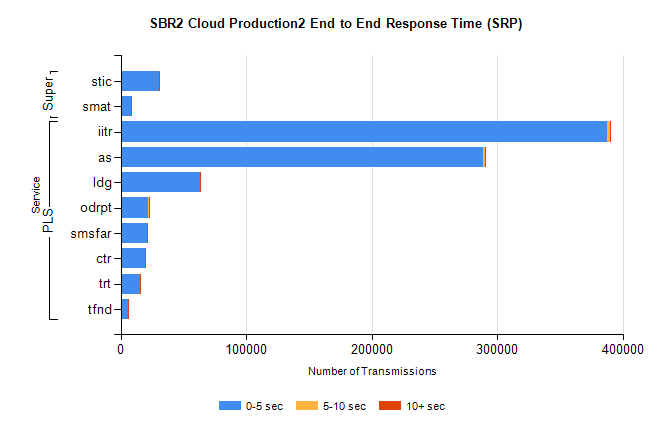 SBR2 Cloud Production2 End to End Response Time (SRP)
Super
stic
smat
Service
PLS
iitr
as
ldg
odrpt
smsfar
ctr
trt
tfnd
0 100000 200000 300000 400000
Number of Transmissions
0-5 sec 5-10 sec 10+ sec